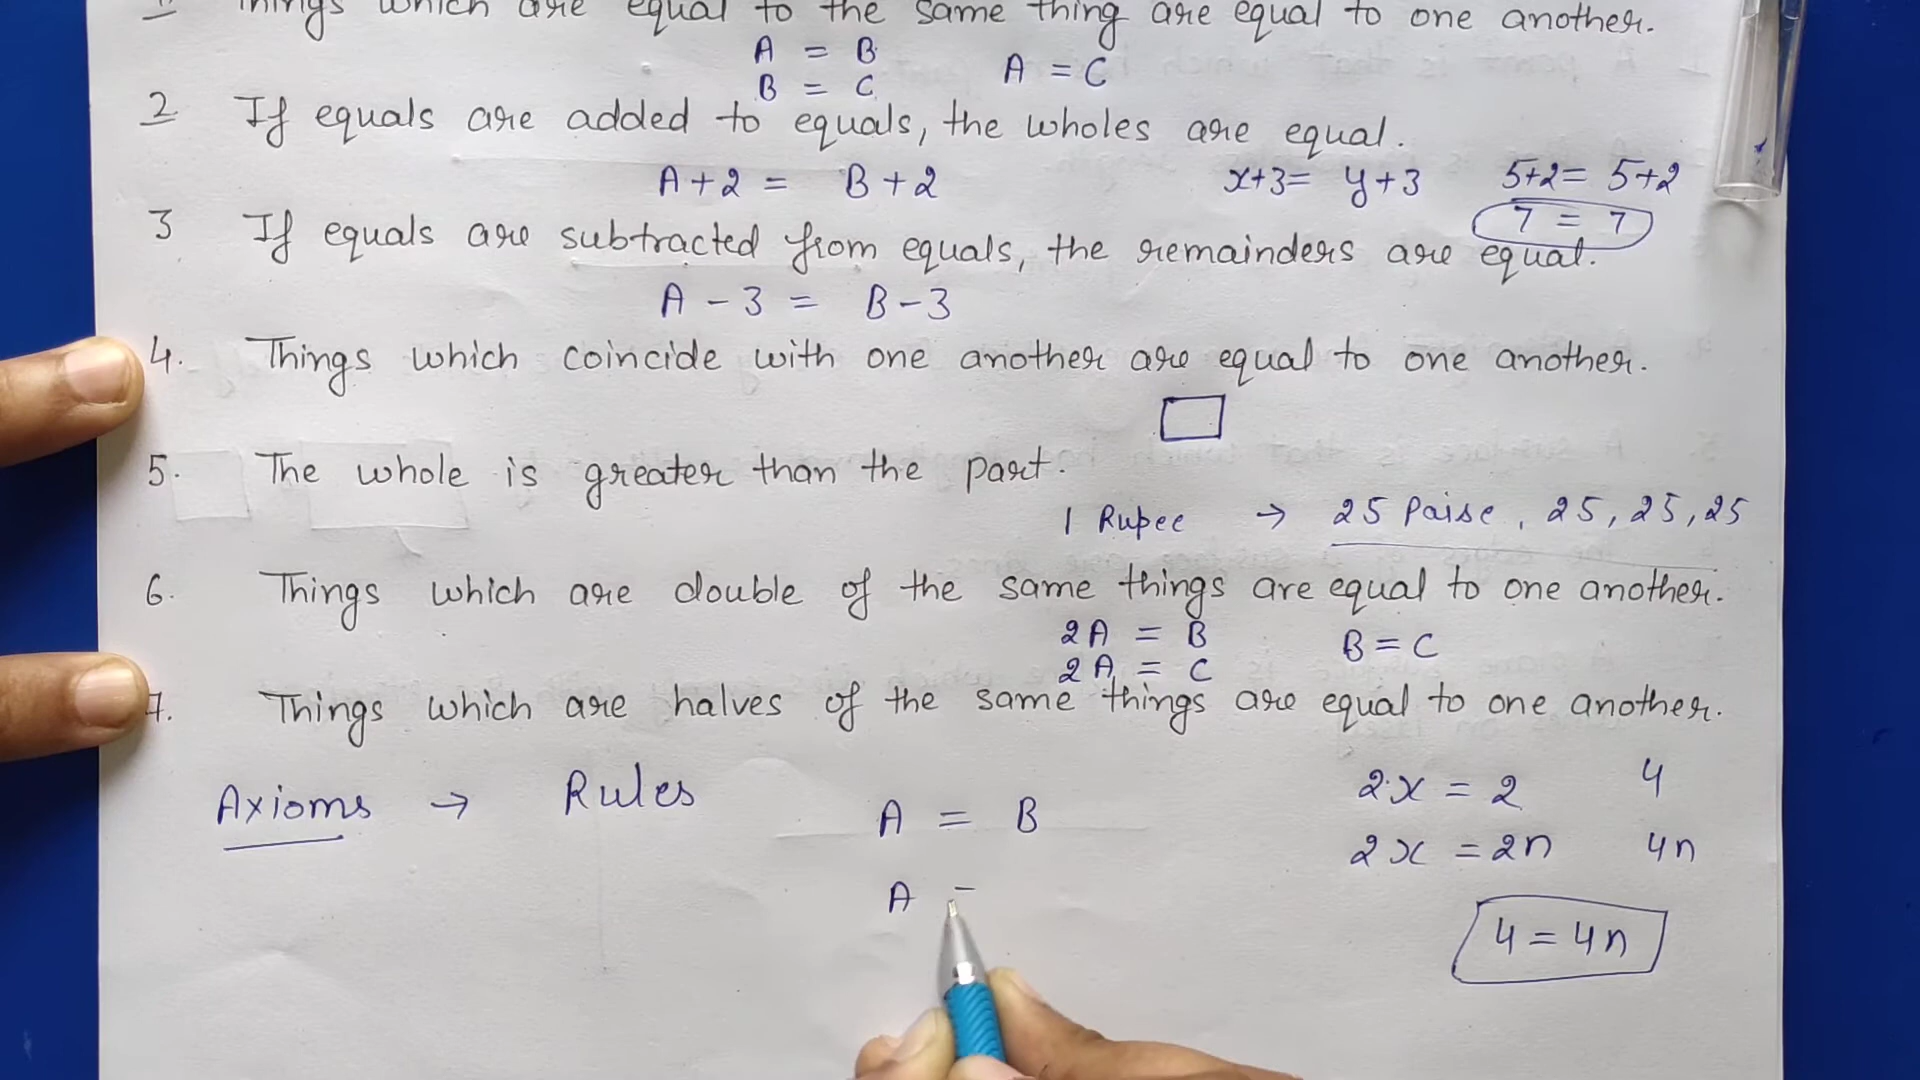 1 Things which are equal to the same thing are equal to one another.
A = B
B = C
A = C
2 If equals are added to equals, the wholes are equal.
A+2 = B+2
x+3= y+3
5+2= 5+2
7 = 7
3 If equals are subtracted from equals, the remainders are equal.
A - 3 = B-3
4. Things which coincide with one another are equal to one another.
5. The whole is greater than the part.
1 Rupee → 25 Paise, 25, 25, 25
6. Things which are double of the same things are equal to one another.
2A = B
2A = C
B = C
7. Things which are halves of the same things are equal to one another.
Axioms → Rules
A = B
A -
2x = 2 4
2x = 2n 4n
4 = 4n